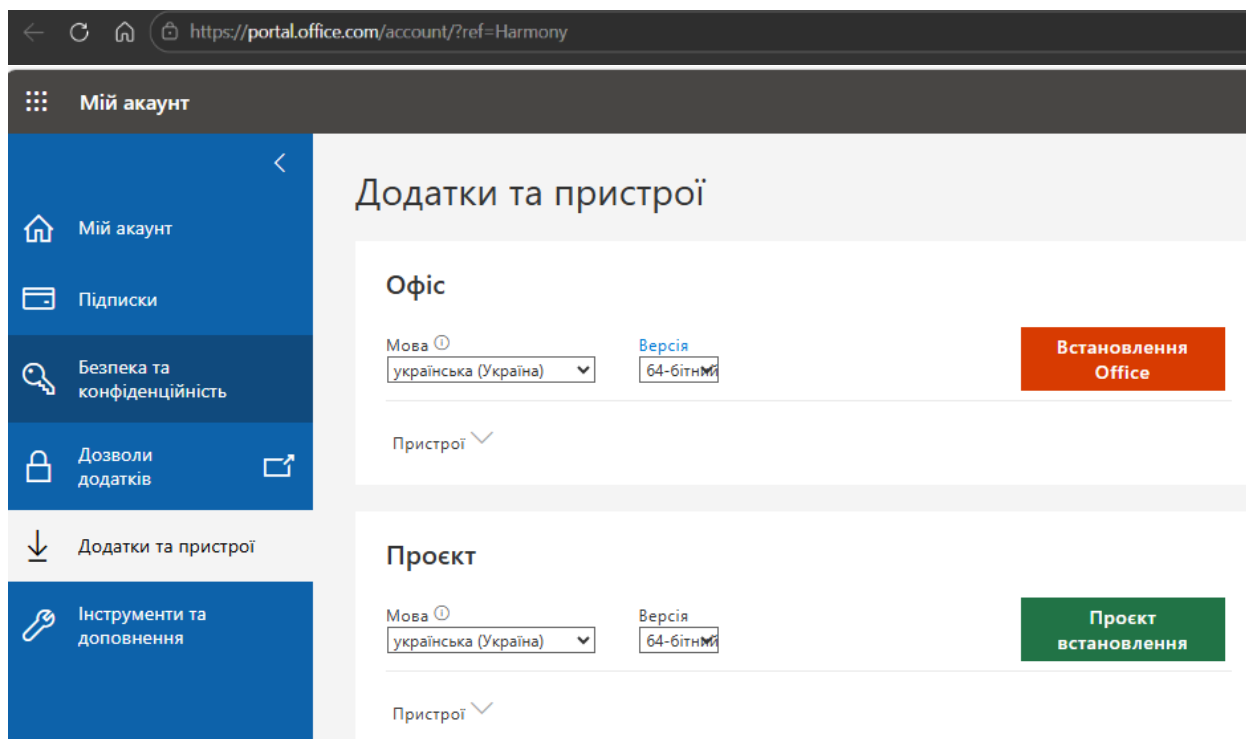 https://portal.office.com/account/?ref=Harmony
Мій акаунт
Мій акаунт
Підписки
Безпека та
конфіденційність
Дозволи
додатків
Додатки та пристрої
Інструменти та
доповнення
Додатки та пристрої
Офіс
Мова
Версія
українська (Україна)
64-бітний
Встановлення
Office
Пристрої
Проєкт
Мова
Версія
українська (Україна)
64-бітний
Проєкт
встановлення
Пристрої